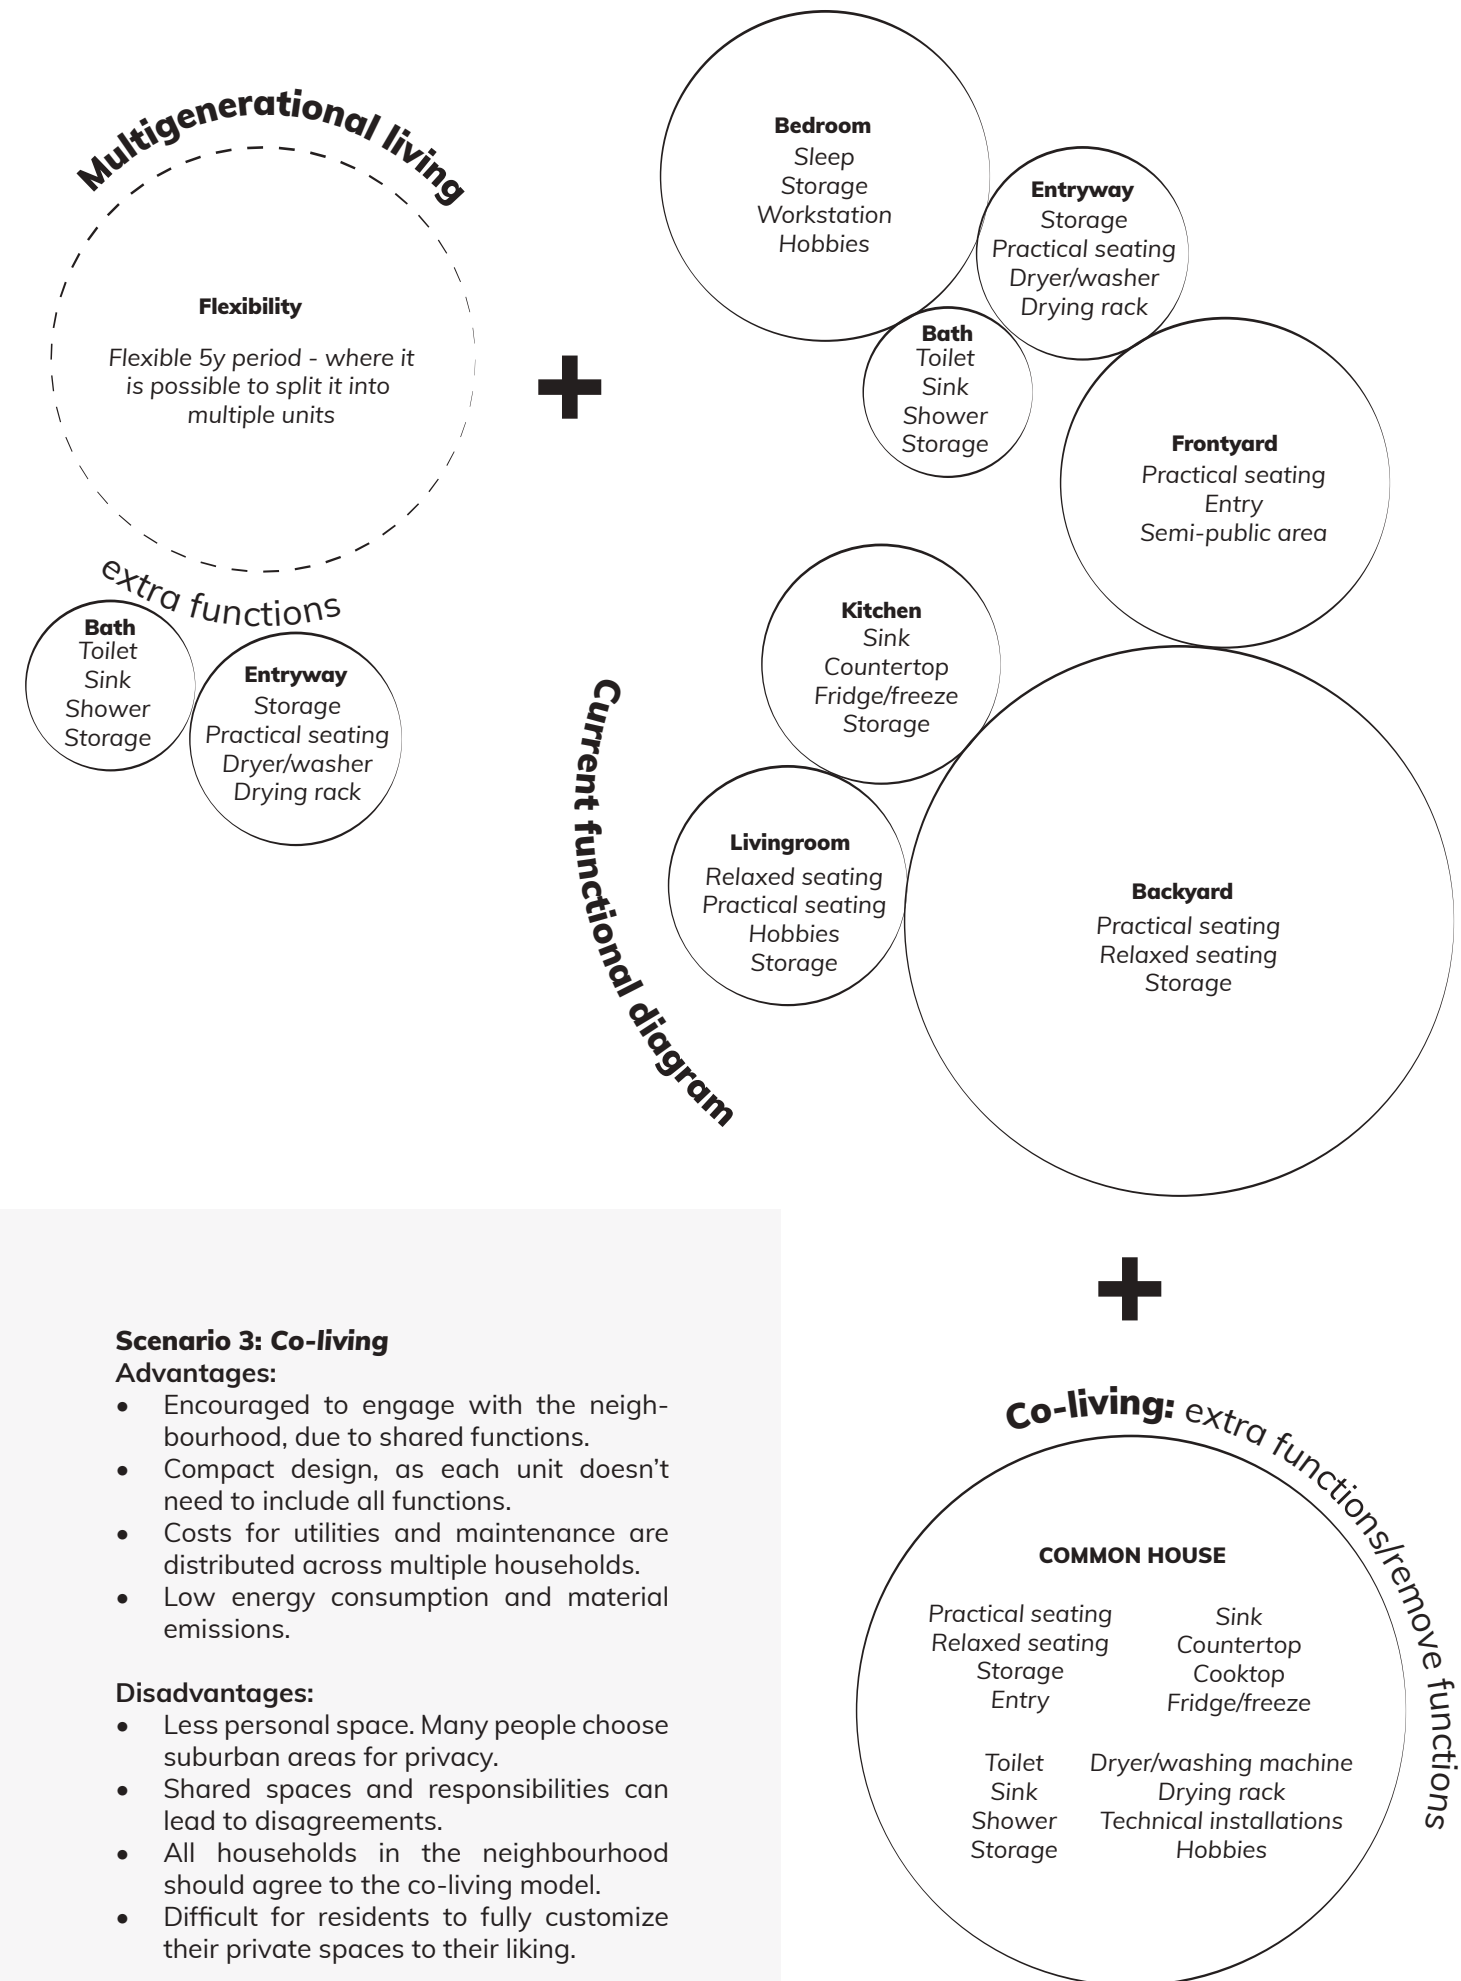 Multigenerational living
Flexibility
Flexible 5y period - where it
is possible to split it into
multiple units
extra functions
Bath
Toilet
Sink
Shower
Storage
Entryway
Storage
Practical seating
Dryer/washer
Drying rack
+
Current functional diagram
Bedroom
Sleep
Storage
Workstation
Hobbies
Entryway
Storage
Practical seating
Dryer/washer
Drying rack
Bath
Toilet
Sink
Shower
Storage
Frontyard
Practical seating
Entry
Semi-public area
Kitchen
Sink
Countertop
Fridge/freeze
Storage
Livingroom
Relaxed seating
Practical seating
Hobbies
Storage
Backyard
Practical seating
Relaxed seating
Storage
+
Scenario 3: Co-living
Advantages:
• Encouraged to engage with the neigh-
bourhood, due to shared functions.
• Compact design, as each unit doesn’t
need to include all functions.
• Costs for utilities and maintenance are
distributed across multiple households.
• Low energy consumption and material
emissions.
Disadvantages:
• Less personal space. Many people choose
suburban areas for privacy.
• Shared spaces and responsibilities can
lead to disagreements.
• All households in the neighbourhood
should agree to the co-living model.
• Difficult for residents to fully customize
their private spaces to their liking.
Co-living: extra functions/remove functions
COMMON HOUSE
Practical seating
Relaxed seating
Storage
Entry
Sink
Countertop
Cooktop
Fridge/freeze
Toilet
Sink
Shower
Storage
Dryer/washing machine
Drying rack
Technical installations
Hobbies